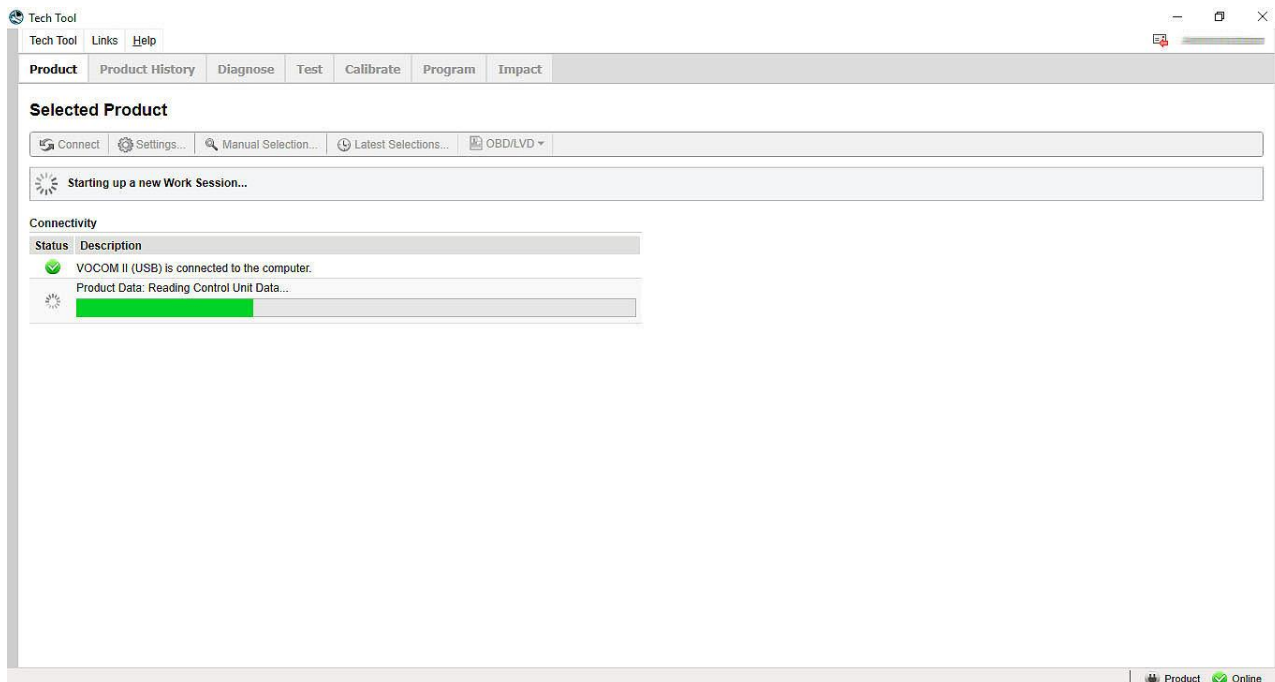 Tech Tool
Tech Tool Links Help
Product Product History Diagnose Test Calibrate Program Impact
Selected Product
Connect Settings... Manual Selection... Latest Selections... OBD/LVD
Starting up a new Work Session...
Connectivity
Status Description
VOCOM II (USB) is connected to the computer.
Product Data: Reading Control Unit Data...
Product Online